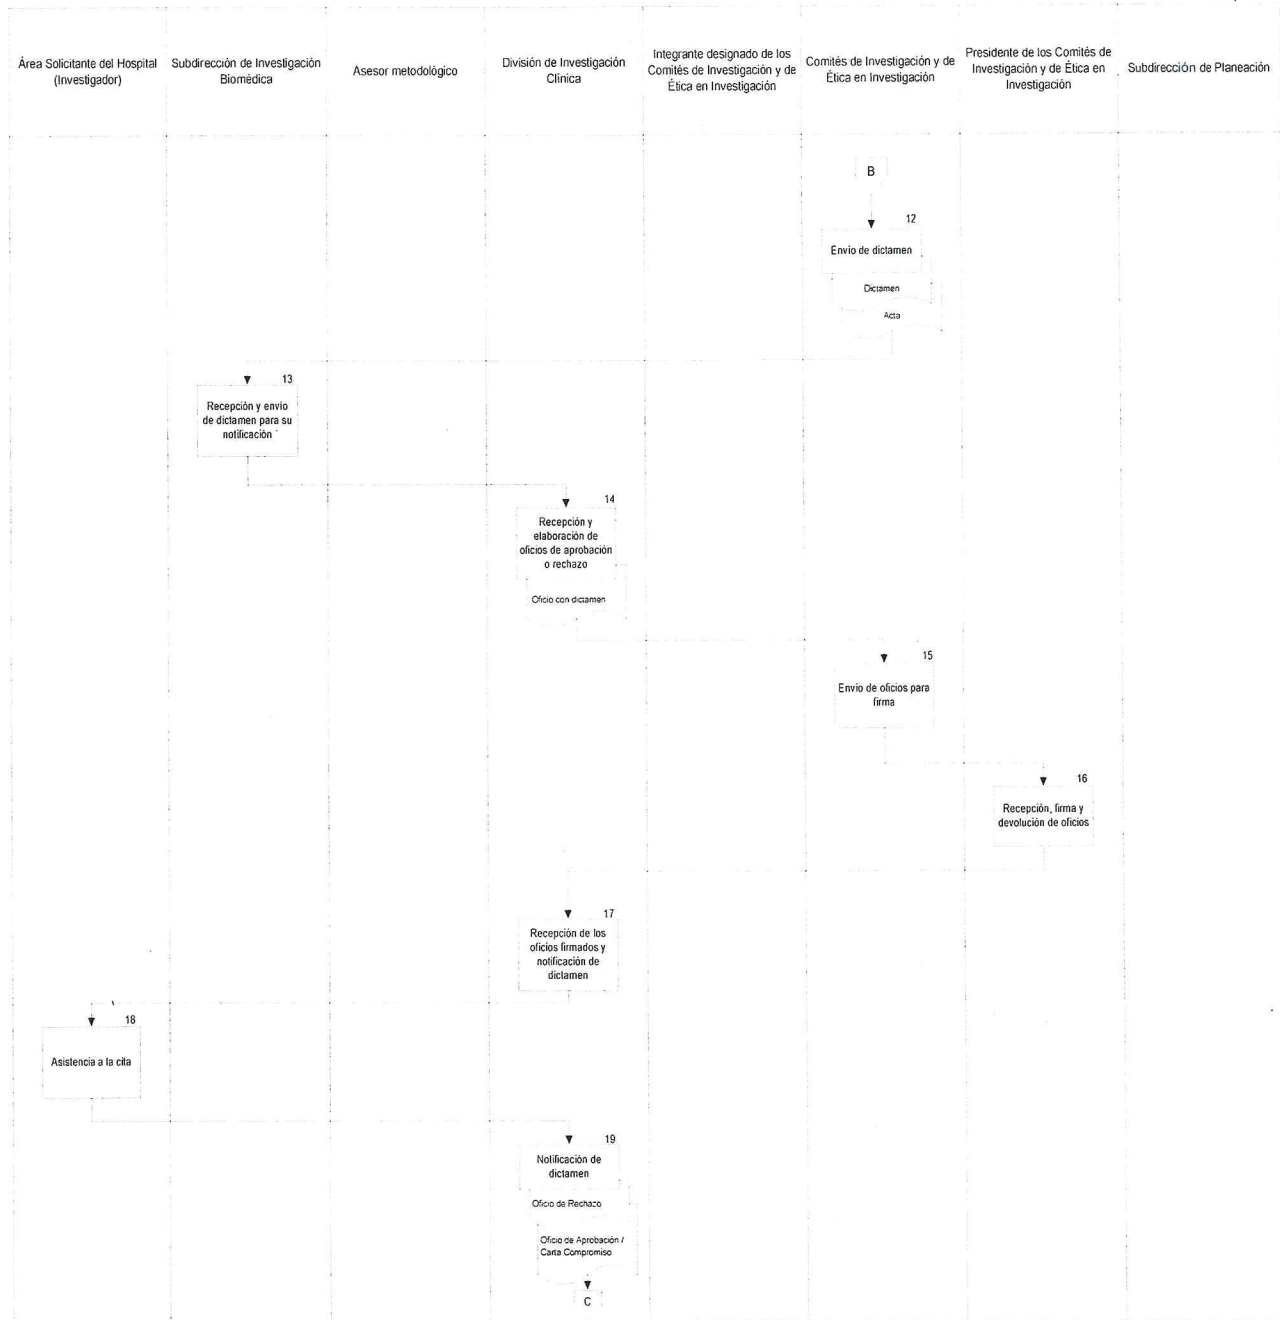 Área Solicitante del Hospital
(Investigador)
Subdirección de Investigación
Biomédica
Asesor metodológico
División de Investigación
Clínica
Integrante designado de los
Comités de Investigación y de
Ética en Investigación
Comités de Investigación y de
Ética en Investigación
Presidente de los Comités de
Investigación y de Ética en
Investigación
Subdirección de Planeación
B
12
Envío de dictamen
Dictamen
Acta
13
Recepción y envío
de dictamen para su
notificación
14
Recepción y
elaboración de
oficios de aprobación
o rechazo
Oficio con dictamen
15
Envio de oficios para
firma
16
Recepción, firma y
devolución de oficios
17
Recepción de los
oficios firmados y
notificación de
dictamen
18
Asistencia a la cita
19
Notificación de
dictamen
Oficio de Rechazo
Oficio de Aprobación /
Carta Compromiso
C